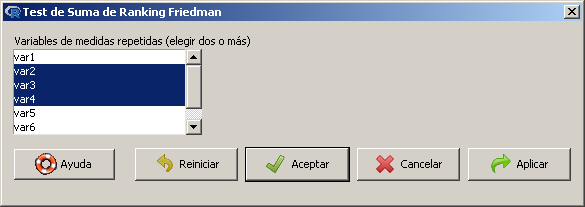 Test de Suma de Ranking Friedman
Variables de medidas repetidas (elegir dos o más)
var1
var2
var3
var4
var5
var6
Ayuda Reiniciar Aceptar Cancelar Aplicar